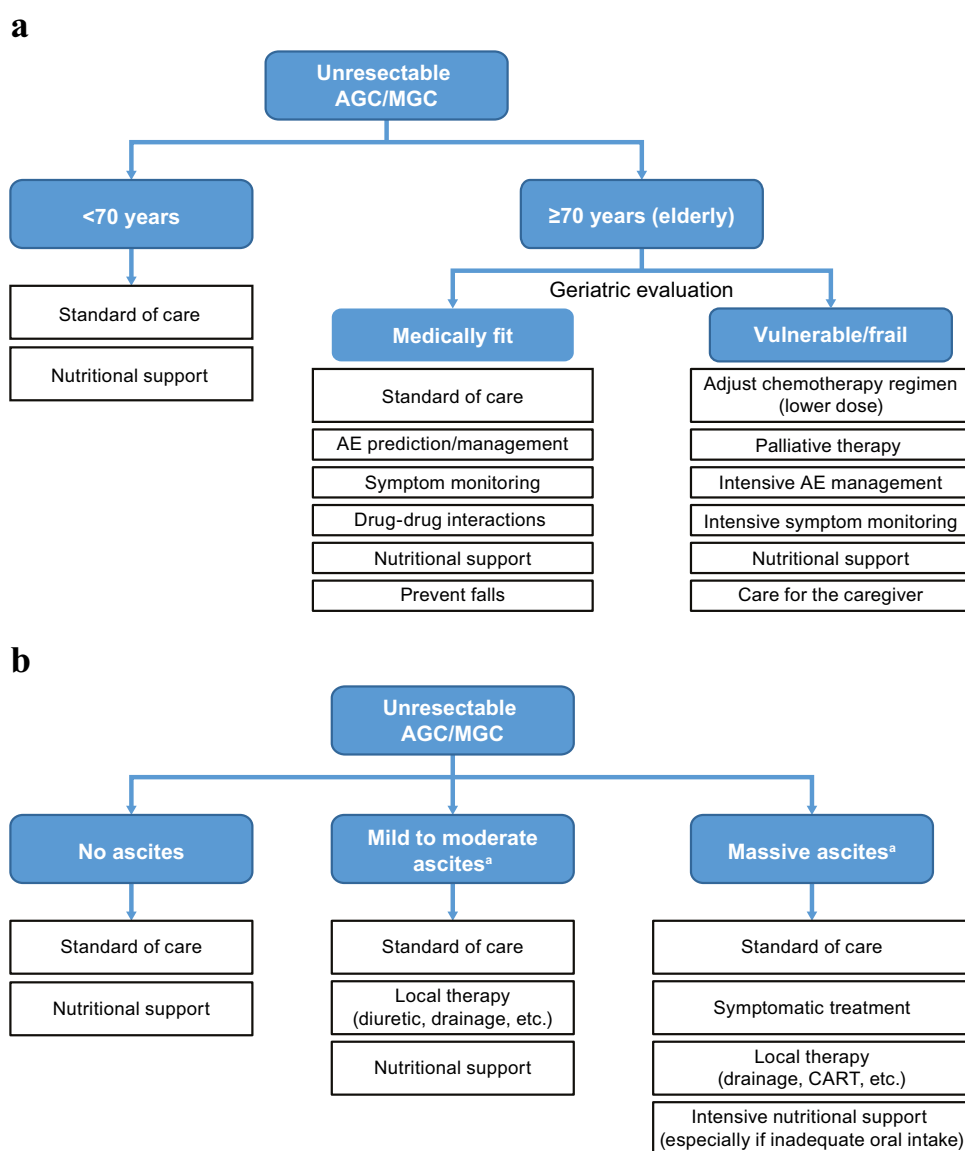 a
Unresectable
AGC/MGC
<70 years
≥70 years (elderly)
Standard of care
Nutritional support
Geriatric evaluation
Medically fit
Standard of care
AE prediction/management
Symptom monitoring
Drug-drug interactions
Nutritional support
Prevent falls
Vulnerable/frail
Adjust chemotherapy regimen
(lower dose)
Palliative therapy
Intensive AE management
Intensive symptom monitoring
Nutritional support
Care for the caregiver
b
Unresectable
AGC/MGC
No ascites
Standard of care
Nutritional support
Mild to moderate
ascitesᵃ
Standard of care
Local therapy
(diuretic, drainage, etc.)
Nutritional support
Massive ascitesᵃ
Standard of care
Symptomatic treatment
Local therapy
(drainage, CART, etc.)
Intensive nutritional support
(especially if inadequate oral intake)